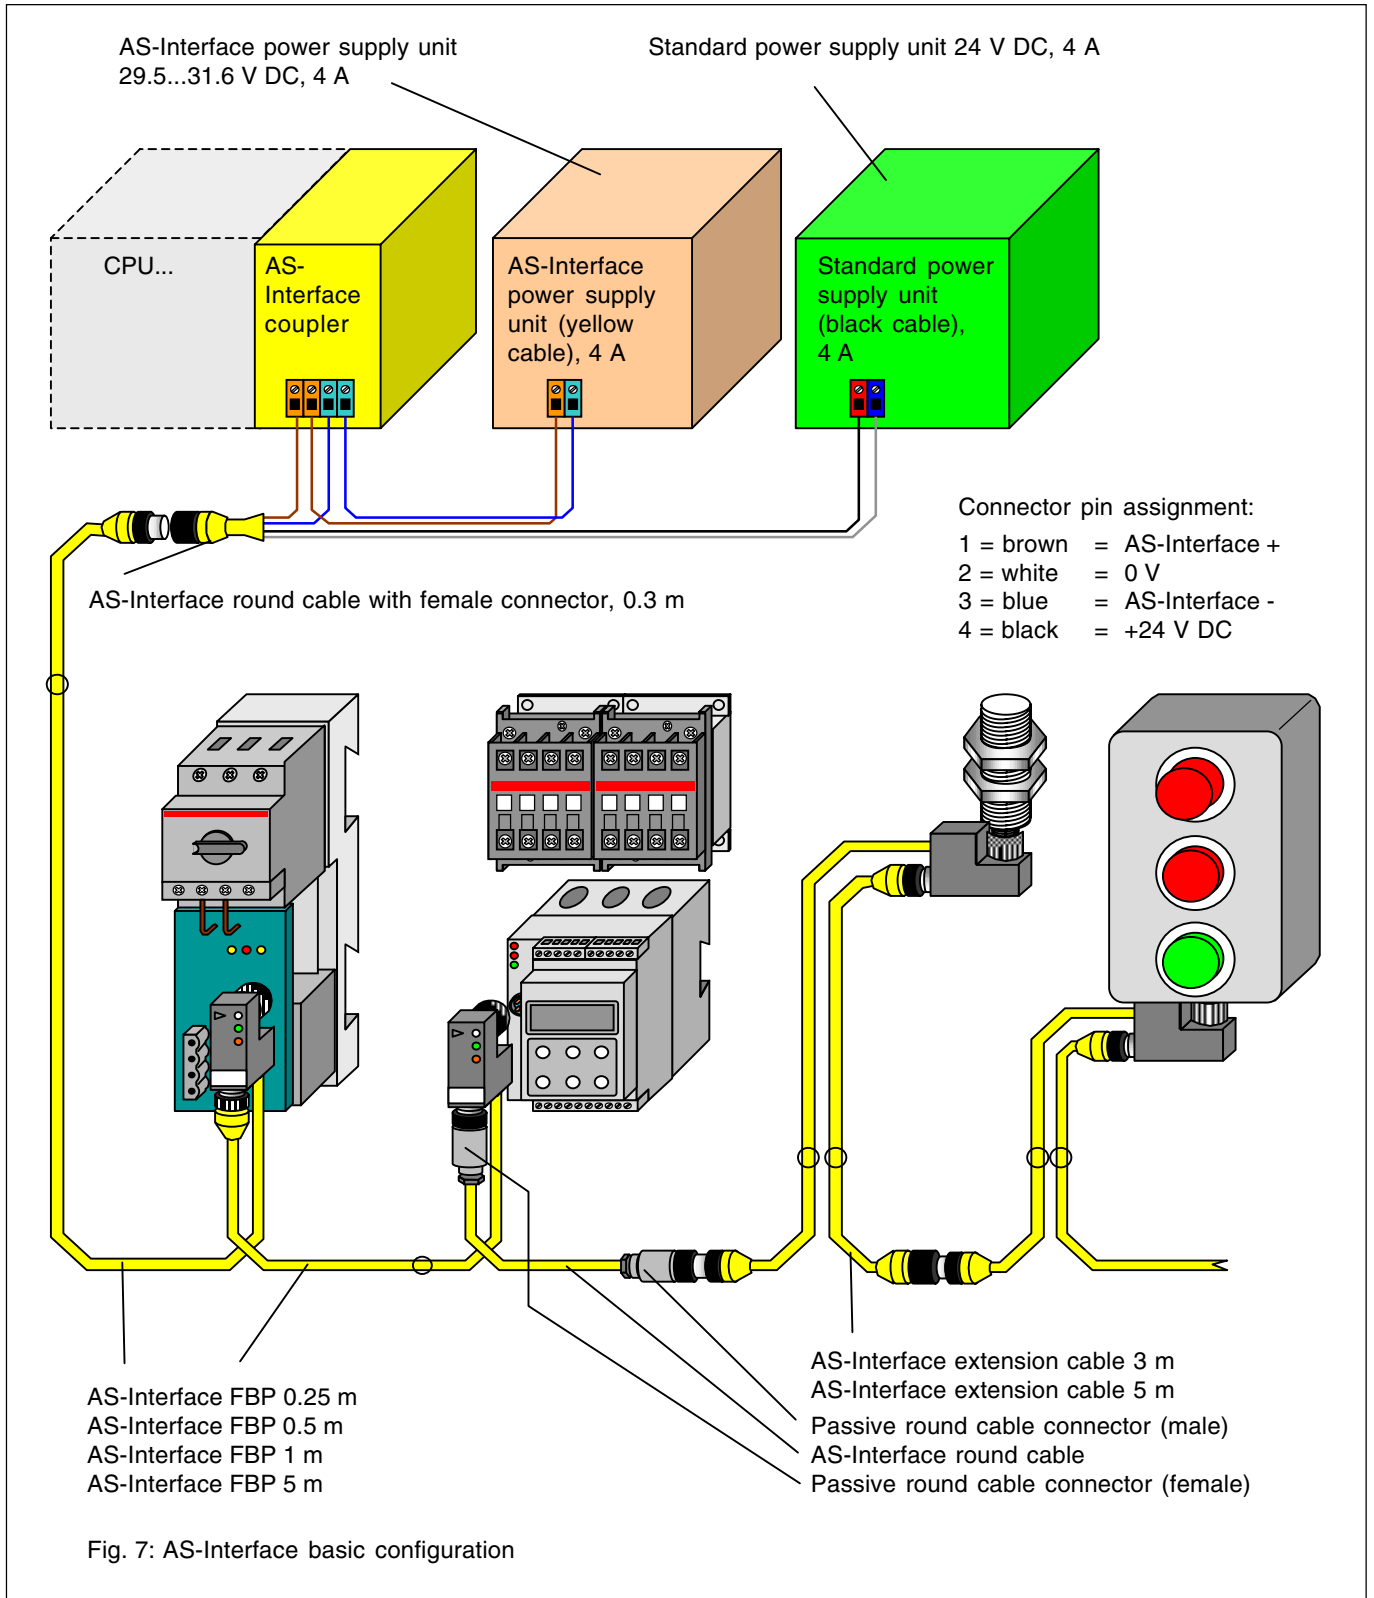 AS-Interface power supply unit
29.5...31.6 V DC, 4 A
Standard power supply unit 24 V DC, 4 A
CPU...
AS-
Interface
coupler
AS-Interface
power supply
unit (yellow
cable), 4 A
Standard power
supply unit
(black cable),
4 A
Connector pin assignment:
1 = brown = AS-Interface +
2 = white = 0 V
3 = blue = AS-Interface -
4 = black = +24 V DC
AS-Interface round cable with female connector, 0.3 m
AS-Interface FBP 0.25 m
AS-Interface FBP 0.5 m
AS-Interface FBP 1 m
AS-Interface FBP 5 m
AS-Interface extension cable 3 m
AS-Interface extension cable 5 m
Passive round cable connector (male)
AS-Interface round cable
Passive round cable connector (female)
Fig. 7: AS-Interface basic configuration